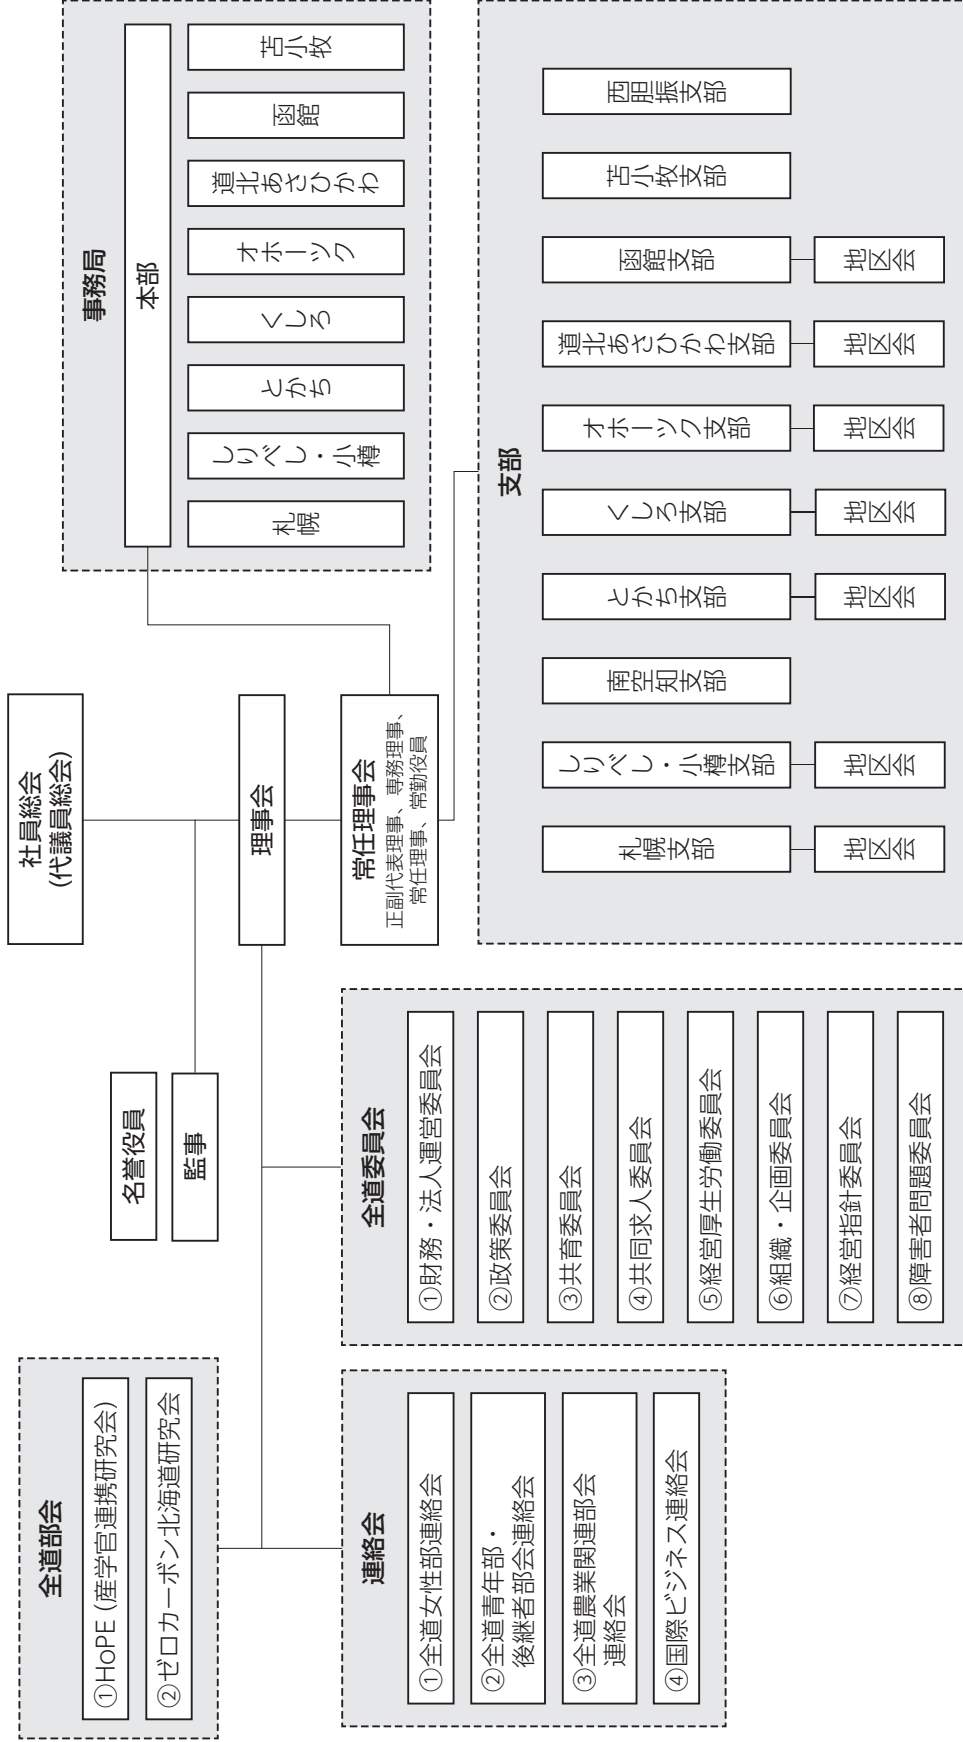 社員総会
(代議員総会)
名誉役員
監事
理事会
常任理事会
正副代表理事、専務理事、
常任理事、常勤役員
全道部会
①HoPE (産学官連携研究会)
②ゼロカーボン北海道研究会
連絡会
①全道女性部連絡会
②全道青年部・
後継者部会連絡会
③全道農業関連部会
連絡会
④国際ビジネス連絡会
全道委員会
①財務・法人運営委員会
②政策委員会
③共育委員会
④共同求人委員会
⑤経営厚生労働委員会
⑥組織・企画委員会
⑦経営指針委員会
⑧障害者問題委員会
事務局
本部
札幌
しりべし・小樽
とかち
くしろ
オホーツク
道北あさひかわ
函館
苫小牧
支部
札幌支部
地区会
しりべし・小樽支部
地区会
南空知支部
とかち支部
地区会
くしろ支部
地区会
オホーツク支部
地区会
道北あさひかわ支部
地区会
函館支部
地区会
苫小牧支部
西胆振支部